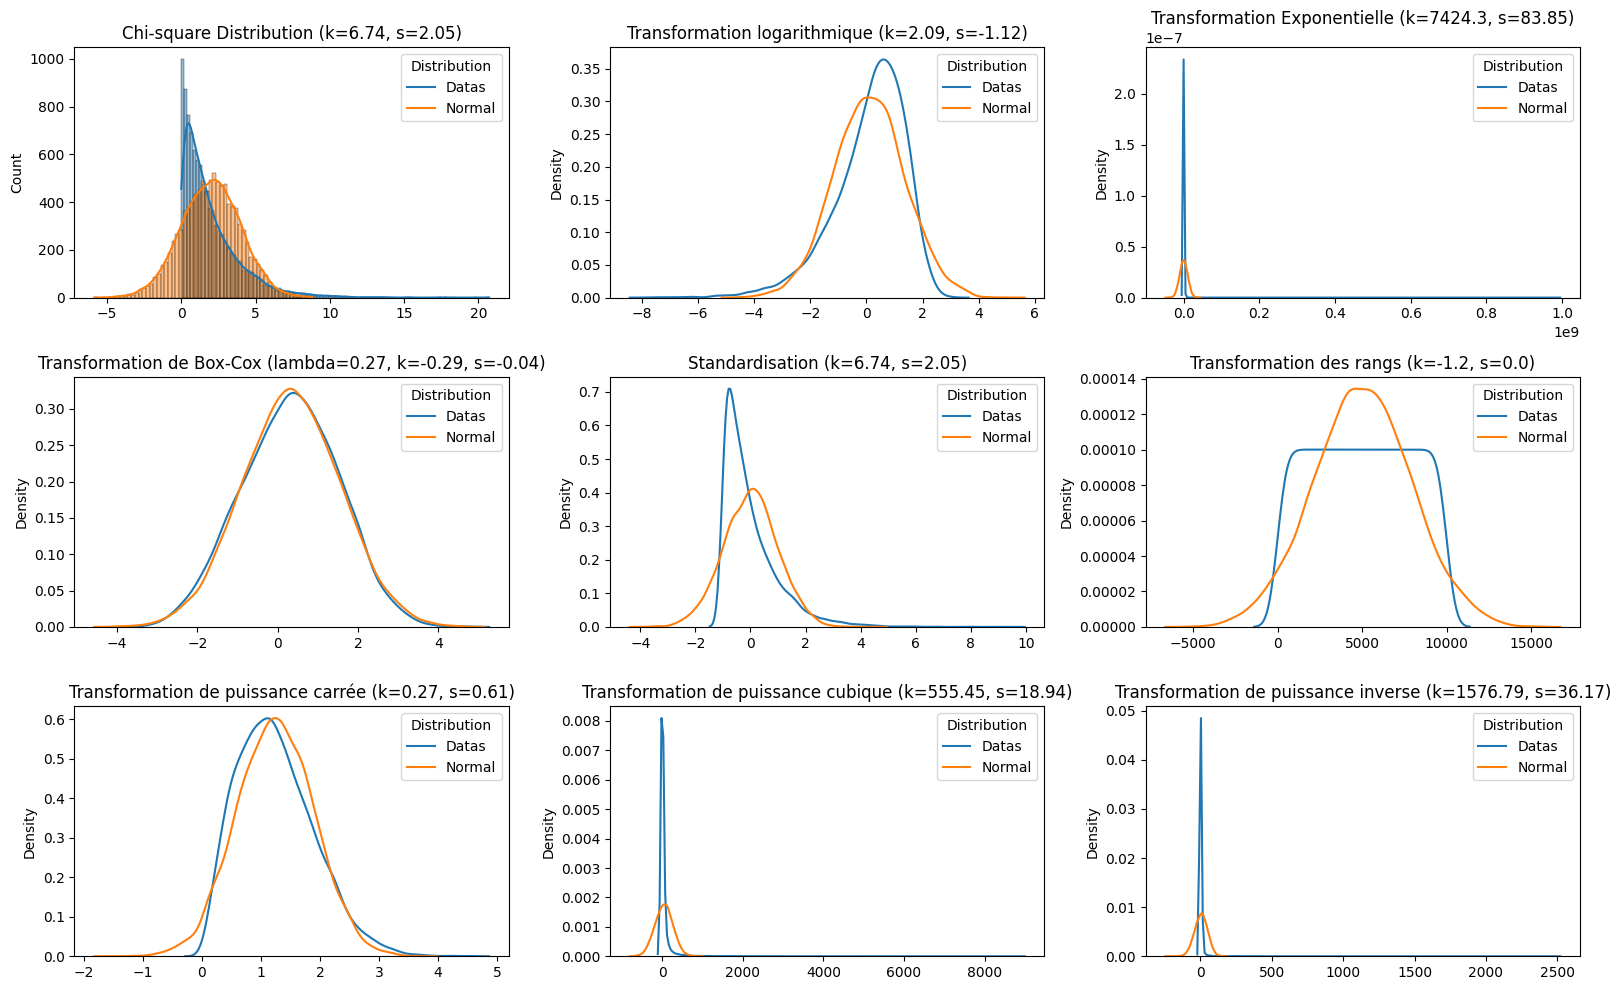 Chi-square Distribution (k=6.74, s=2.05)
Count
1000
800
600
400
200
0
−5 0 5 10 15 20
Distribution
Datas
Normal
Transformation logarithmique (k=2.09, s=-1.12)
Density
0.35
0.30
0.25
0.20
0.15
0.10
0.05
0.00
−8 −6 −4 −2 0 2 4 6
Distribution
Datas
Normal
Transformation Exponentielle (k=7424.3, s=83.85)
1e−7
Density
2.0
1.5
1.0
0.5
0.0
0.0 0.2 0.4 0.6 0.8 1.0
1e9
Distribution
Datas
Normal
Transformation de Box-Cox (lambda=0.27, k=-0.29, s=-0.04)
Density
0.30
0.25
0.20
0.15
0.10
0.05
0.00
−4 −2 0 2 4
Distribution
Datas
Normal
Standardisation (k=6.74, s=2.05)
Density
0.7
0.6
0.5
0.4
0.3
0.2
0.1
0.0
−4 −2 0 2 4 6 8 10
Distribution
Datas
Normal
Transformation des rangs (k=-1.2, s=0.0)
Density
0.00014
0.00012
0.00010
0.00008
0.00006
0.00004
0.00002
0.00000
−5000 0 5000 10000 15000
Distribution
Datas
Normal
Transformation de puissance carrée (k=0.27, s=0.61)
Density
0.6
0.5
0.4
0.3
0.2
0.1
0.0
−2 −1 0 1 2 3 4 5
Distribution
Datas
Normal
Transformation de puissance cubique (k=555.45, s=18.94)
Density
0.008
0.007
0.006
0.005
0.004
0.003
0.002
0.001
0.000
0 2000 4000 6000 8000
Distribution
Datas
Normal
Transformation de puissance inverse (k=1576.79, s=36.17)
Density
0.05
0.04
0.03
0.02
0.01
0.00
0 500 1000 1500 2000 2500
Distribution
Datas
Normal